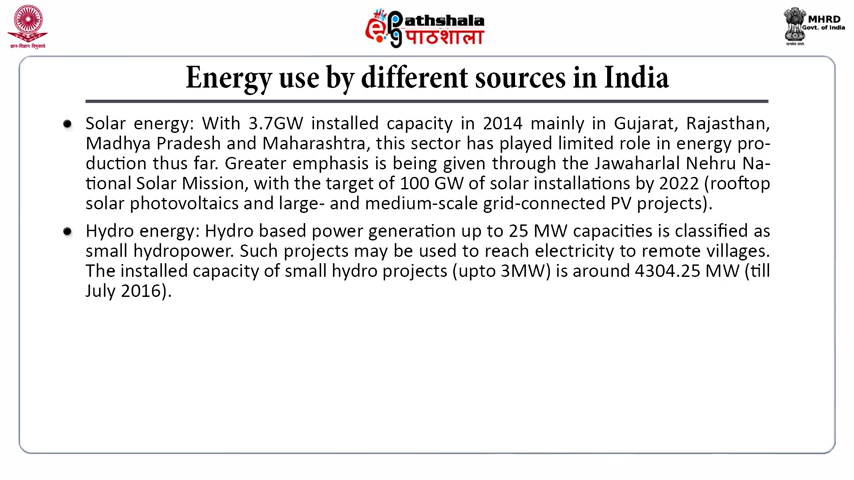 ePathshala
पाठशाला
MHRD
Govt. of India
Energy use by different sources in India
Solar energy: With 3.7GW installed capacity in 2014 mainly in Gujarat, Rajasthan,
Madhya Pradesh and Maharashtra, this sector has played limited role in energy pro-
duction thus far. Greater emphasis is being given through the Jawaharlal Nehru Na-
tional Solar Mission, with the target of 100 GW of solar installations by 2022 (rooftop
solar photovoltaics and large- and medium-scale grid-connected PV projects).
Hydro energy: Hydro based power generation up to 25 MW capacities is classified as
small hydropower. Such projects may be used to reach electricity to remote villages.
The installed capacity of small hydro projects (upto 3MW) is around 4304.25 MW (till
July 2016).